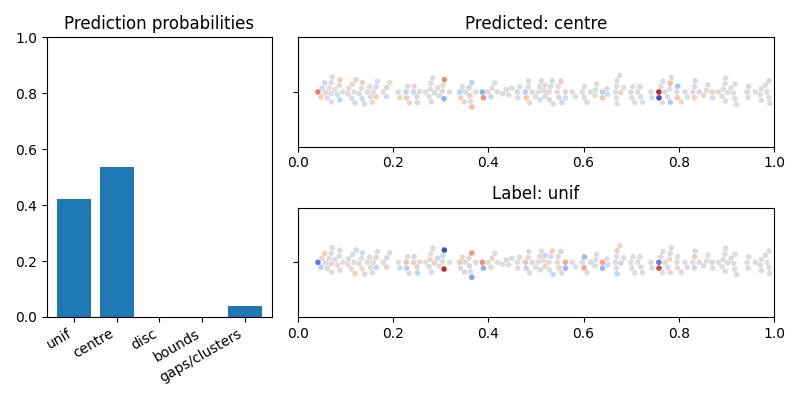 Prediction probabilities
1.0
0.8
0.6
0.4
0.2
0.0
unif
centre
disc
bounds
gaps/clusters
Predicted: centre
0.0 0.2 0.4 0.6 0.8 1.0
Label: unif
0.0 0.2 0.4 0.6 0.8 1.0